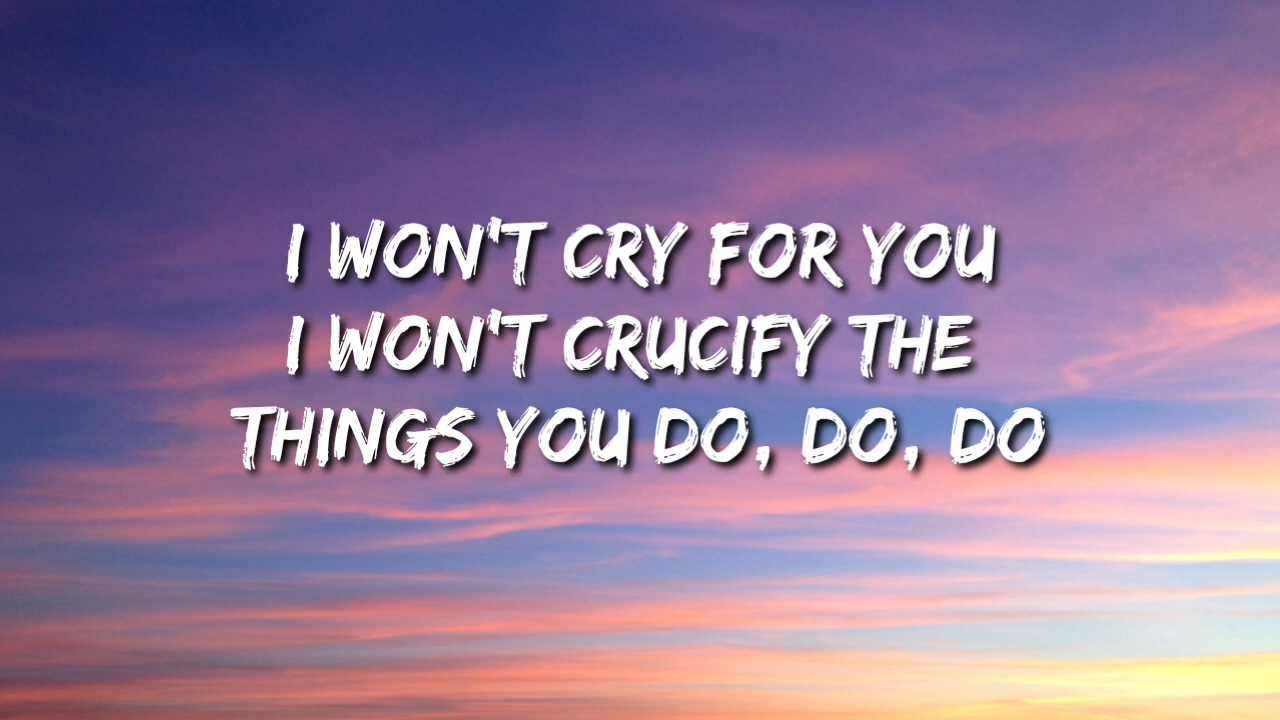 I WON'T CRY FOR YOU
I WON'T CRUCIFY THE
THINGS YOU DO, DO, DO